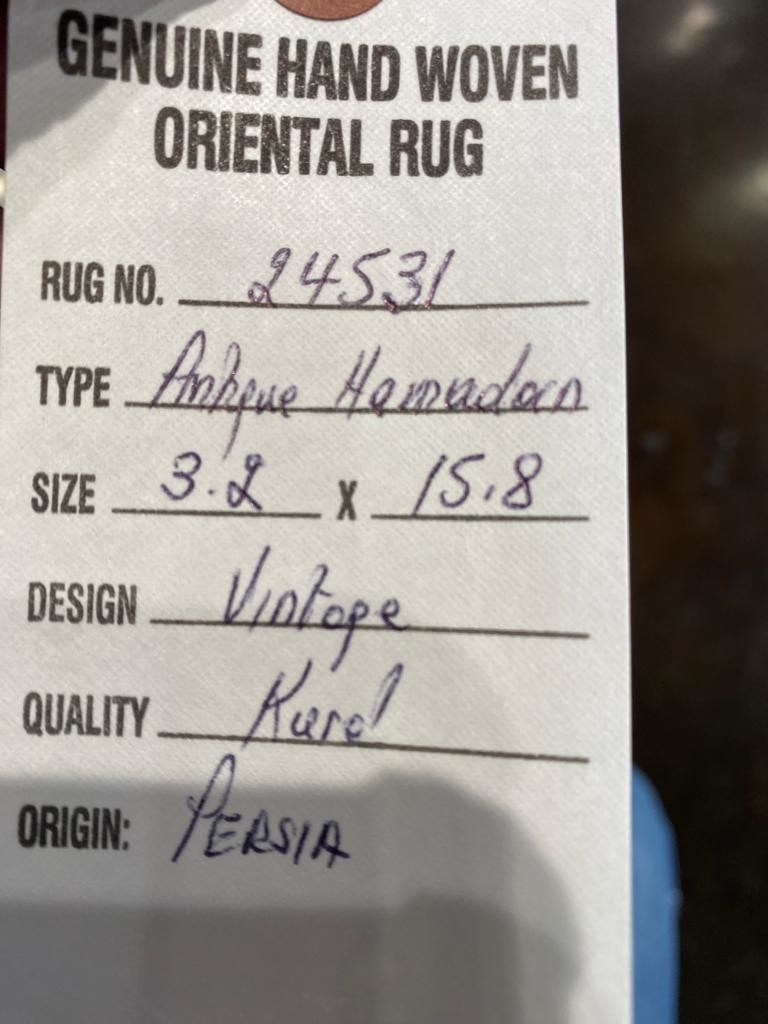 GENUINE HAND WOVEN
ORIENTAL RUG
RUG NO. 24531
TYPE Antique Hamadan
SIZE 3.2 X 15.8
DESIGN Vintage
QUALITY Kurd
ORIGIN: PERSIA